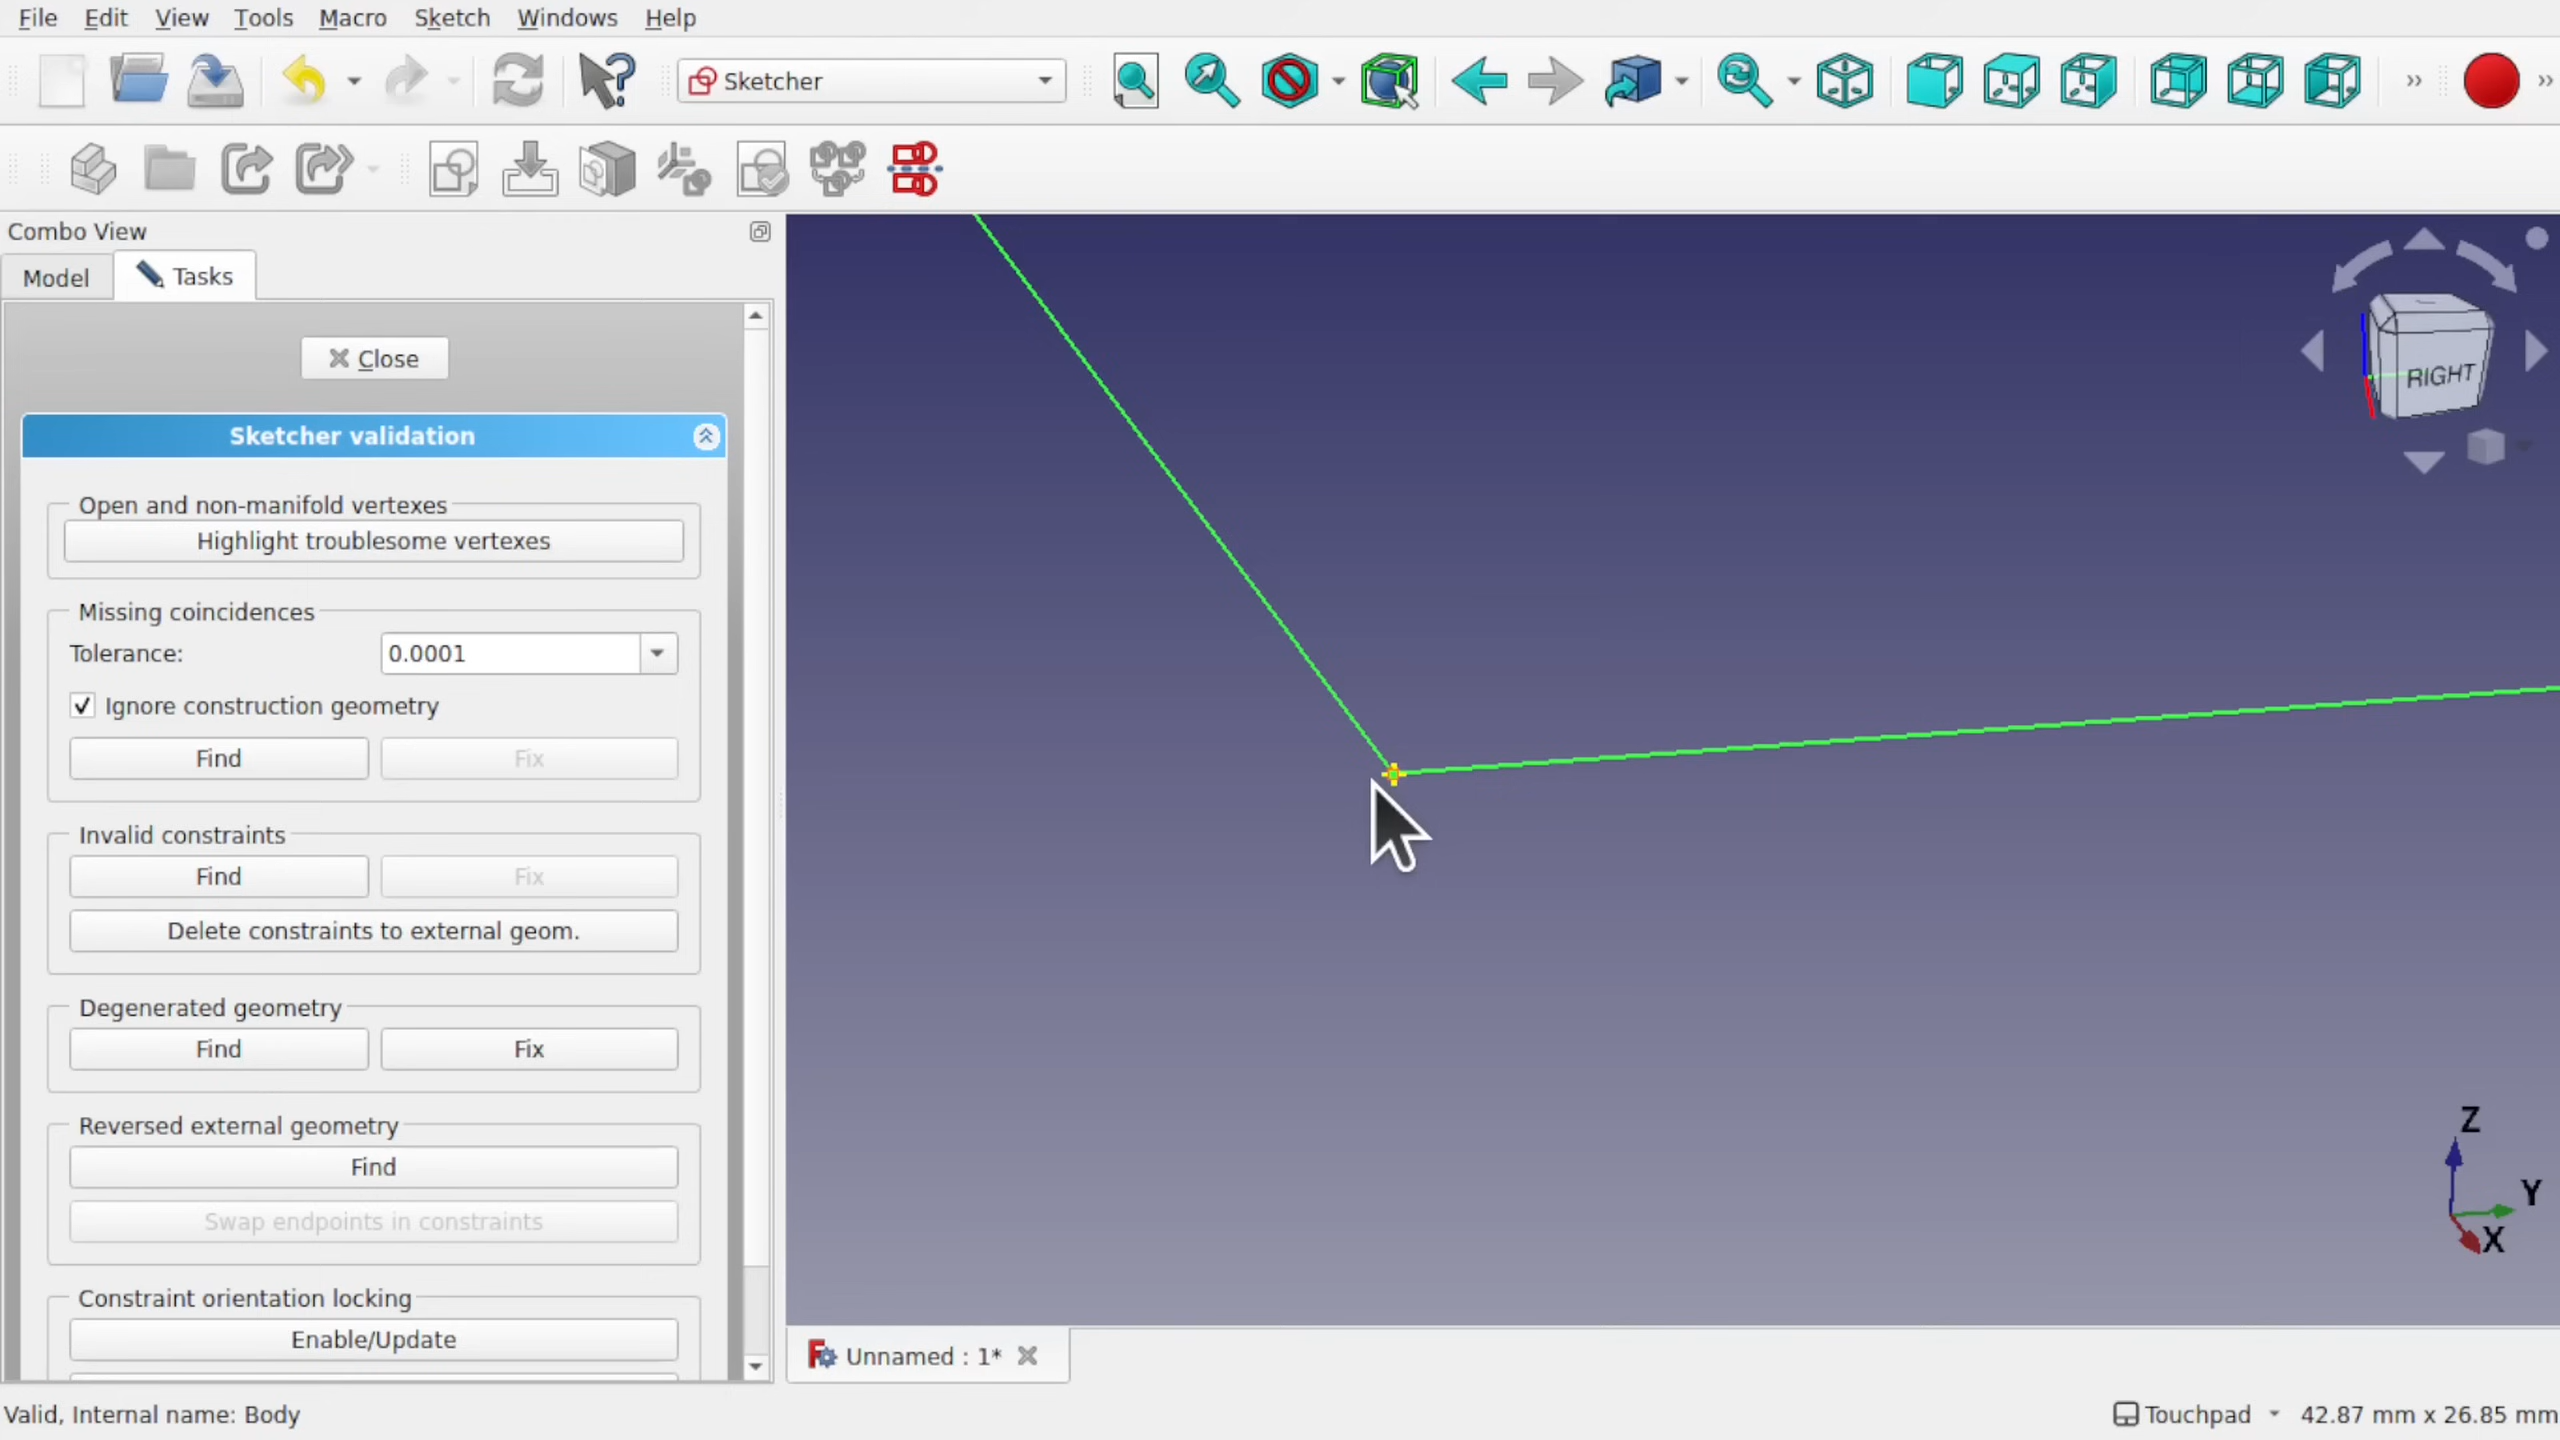 File Edit View Tools Macro Sketch Windows Help
Sketcher
Combo View
Model
Tasks
Close
Sketcher validation
Open and non-manifold vertexes
Highlight troublesome vertexes
Missing coincidences
Tolerance: 0.0001
Ignore construction geometry
Find Fix
Invalid constraints
Find Fix
Delete constraints to external geom.
Degenerated geometry
Find Fix
Reversed external geometry
Find
Swap endpoints in constraints
Constraint orientation locking
Enable/Update
RIGHT
Z
Y
X
Unnamed : 1*
Valid, Internal name: Body
Touchpad 42.87 mm x 26.85 mm